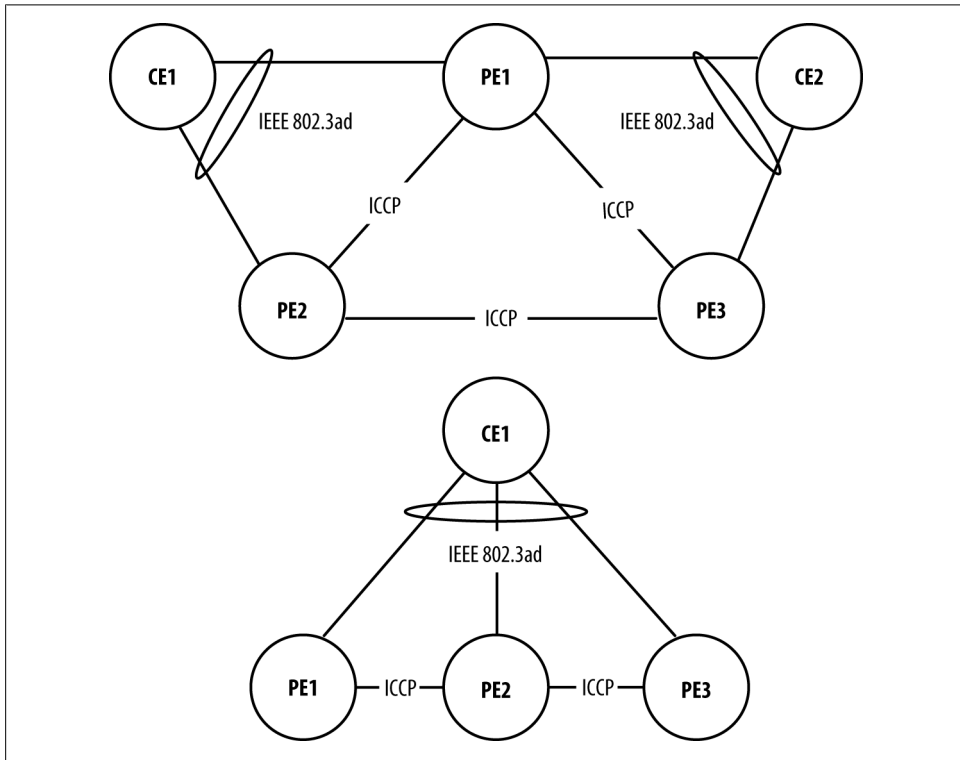 CE1
PE1
CE2
IEEE 802.3ad
IEEE 802.3ad
ICCP
ICCP
PE2
ICCP
PE3
CE1
IEEE 802.3ad
PE1
ICCP
PE2
ICCP
PE3